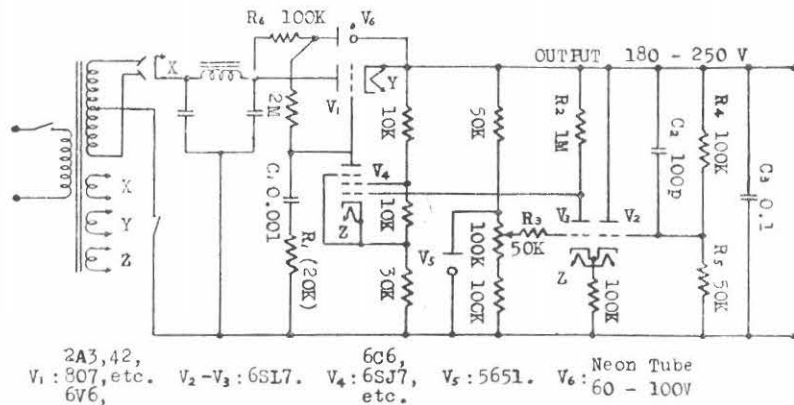 R₆ 100K
V₆
X
V₁
Y
OUTPUT 180 - 250 V
2M
10K
50K
R₂ 1M
C₂ 100p
R₄ 100K
C₃ 0.1
C₁ 0.001
V₄
10K
Z
R₁ (20K)
30K
V₅
100K
100K
R₃
50K
V₃
V₂
Z
100K
R₅ 50K
X
Y
Z
2A3,42,
V₁:807,etc.
6V6,
V₂-V₃:6SL7.
6C6,
V₄:6SJ7,
etc.
V₅:5651.
V₆:Neon Tube
60 - 100V